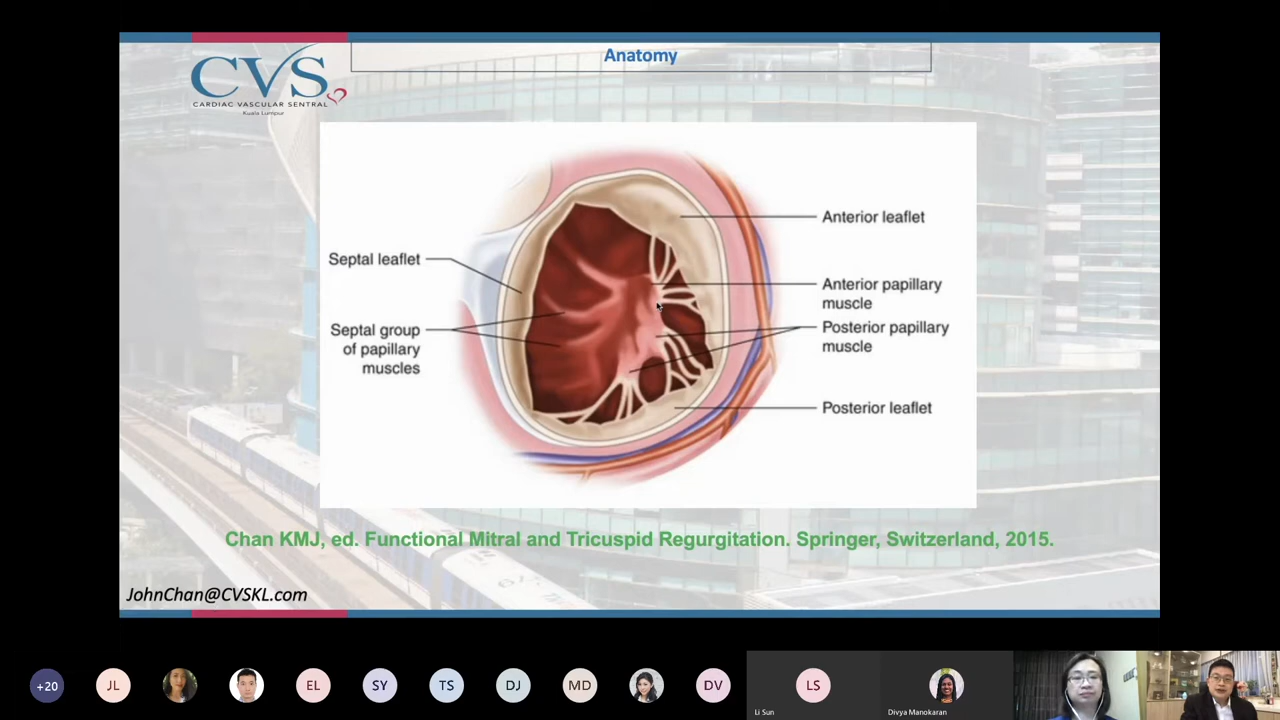 Anatomy
CVS
CARDIAC VASCULAR SENTRAL
Kuala Lumpur
Anterior leaflet
Septal leaflet
Anterior papillary
muscle
Septal group
of papillary
muscles
Posterior papillary
muscle
Posterior leaflet
Chan KMJ, ed. Functional Mitral and Tricuspid Regurgitation. Springer, Switzerland, 2015.
JohnChan@CVSKL.com
+20
JL
EL
SY
TS
DJ
MD
DV
LS
Li Sun
Divya Manokaran